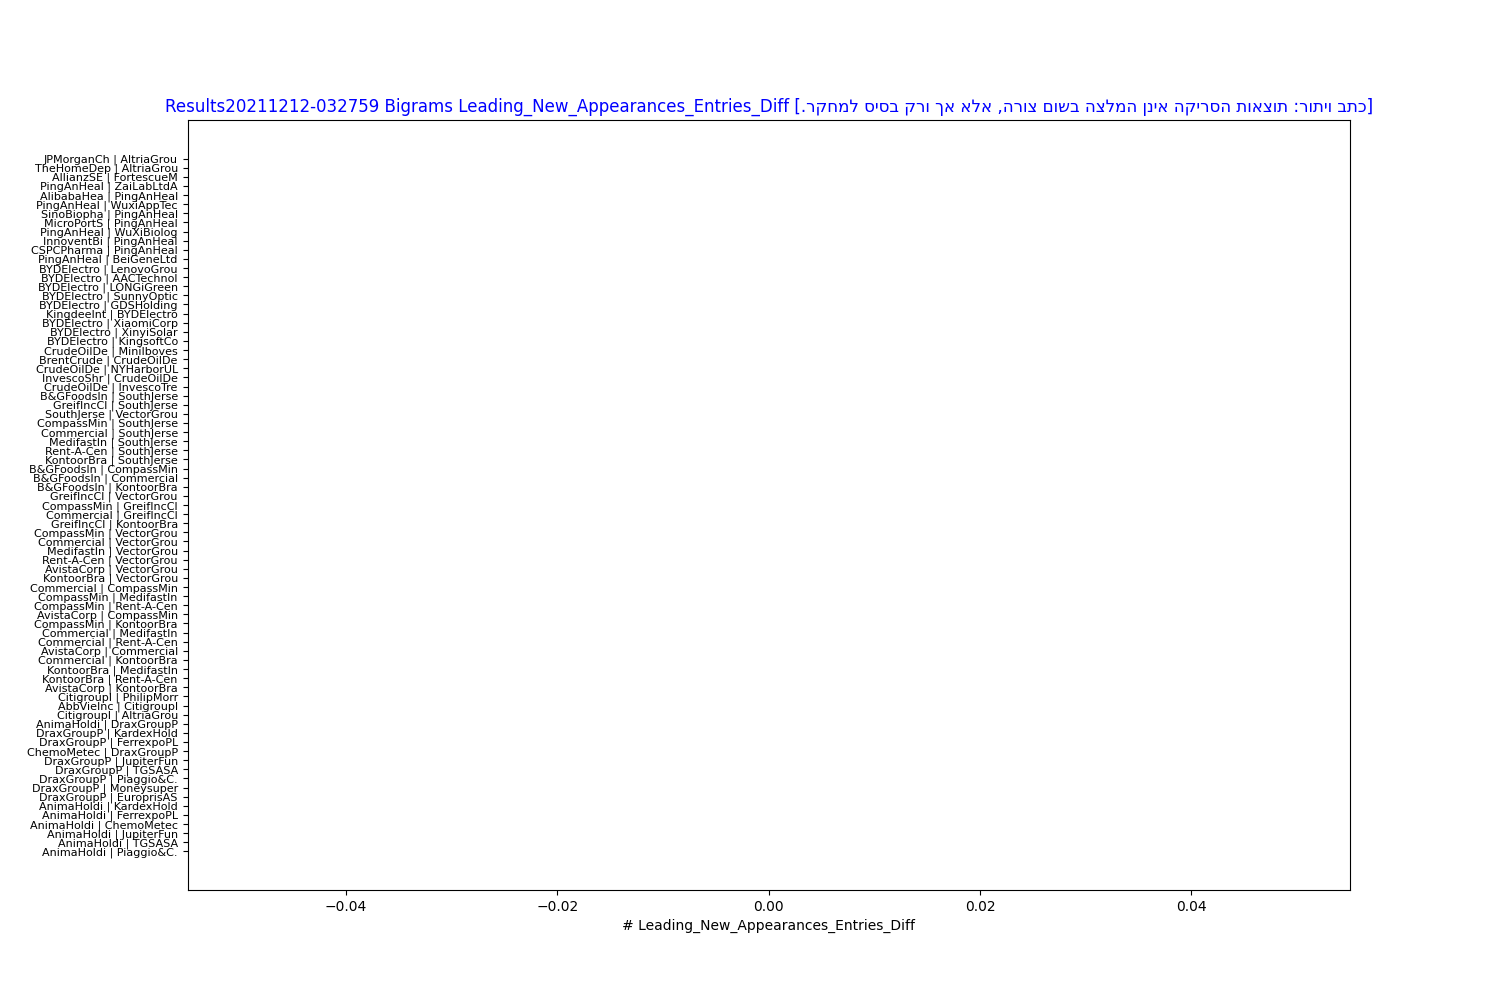 Results20211212-032759 Bigrams Leading_New_Appearances_Entries_Diff [.כתב ויתור: תוצאות הסריקה אינן המלצה בשום צורה, אלא אך ורק בסיס למחקר]
JPMorganCh | AltriaGrou
TheHomeDep | AltriaGrou
AllianzSE | FortescueM
PingAnHeal | ZaiLabLtdA
AlibabaHea | PingAnHeal
PingAnHeal | WuxiAppTec
SinoBiopha | PingAnHeal
MicroPortS | PingAnHeal
PingAnHeal | WuXiBiolog
InnoventBi | PingAnHeal
CSPCPharma | PingAnHeal
PingAnHeal | BeiGeneLtd
BYDElectro | LenovoGrou
BYDElectro | AACTechnol
BYDElectro | LONGiGreen
BYDElectro | SunnyOptic
BYDElectro | GDSHolding
KingdeeInt | BYDElectro
BYDElectro | XiaomiCorp
BYDElectro | XinyiSolar
BYDElectro | KingsoftCo
CrudeOilDe | MiniIboves
BrentCrude | CrudeOilDe
CrudeOilDe | NYHarborUL
InvescoShr | CrudeOilDe
CrudeOilDe | InvescoTre
B&GFoodsIn | SouthJerse
GreifIncCl | SouthJerse
SouthJerse | VectorGrou
CompassMin | SouthJerse
Commercial | SouthJerse
MedifastIn | SouthJerse
Rent-A-Cen | SouthJerse
KontoorBra | SouthJerse
B&GFoodsIn | CompassMin
B&GFoodsIn | Commercial
B&GFoodsIn | KontoorBra
GreifIncCl | VectorGrou
CompassMin | GreifIncCl
Commercial | GreifIncCl
GreifIncCl | KontoorBra
CompassMin | VectorGrou
Commercial | VectorGrou
MedifastIn | VectorGrou
Rent-A-Cen | VectorGrou
AvistaCorp | VectorGrou
KontoorBra | VectorGrou
Commercial | CompassMin
CompassMin | MedifastIn
CompassMin | Rent-A-Cen
AvistaCorp | CompassMin
CompassMin | KontoorBra
Commercial | MedifastIn
Commercial | Rent-A-Cen
AvistaCorp | Commercial
Commercial | KontoorBra
KontoorBra | MedifastIn
KontoorBra | Rent-A-Cen
AvistaCorp | KontoorBra
CitigroupI | PhilipMorr
AbbVieInc | CitigroupI
CitigroupI | AltriaGrou
AnimaHoldi | DraxGroupP
DraxGroupP | KardexHold
DraxGroupP | FerrexpoPL
ChemoMetec | DraxGroupP
DraxGroupP | JupiterFun
DraxGroupP | TGSASA
DraxGroupP | Piaggio&C.
DraxGroupP | Moneysuper
DraxGroupP | EuroprisAS
AnimaHoldi | KardexHold
AnimaHoldi | FerrexpoPL
AnimaHoldi | ChemoMetec
AnimaHoldi | JupiterFun
AnimaHoldi | TGSASA
AnimaHoldi | Piaggio&C.
−0.04 −0.02 0.00 0.02 0.04
# Leading_New_Appearances_Entries_Diff